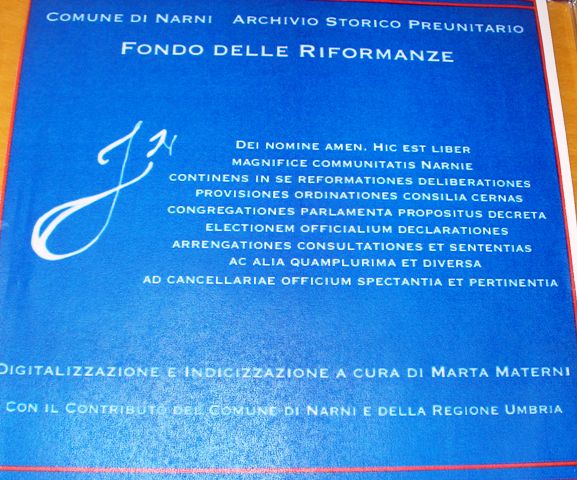 COMUNE DI NARNI ARCHIVIO STORICO PREUNITARIO
FONDO DELLE RIFORMANZE
IN
DEI NOMINE AMEN. HIC EST LIBER
MAGNIFICE COMMUNITATIS NARNIE
CONTINENS IN SE REFORMATIONES DELIBERATIONES
PROVISIONES ORDINATIONES CONSILIA CERNAS
CONGREGATIONES PARLAMENTA PROPOSITUS DECRETA
ELECTIONEM OFFICIALIUM DECLARATIONES
ARRENGATIONES CONSULTATIONES ET SENTENTIAS
AC ALIA QUAMPLURIMA ET DIVERSA
AD CANCELLARIAE OFFICIUM SPECTANTIA ET PERTINENTIA
DIGITALIZZAZIONE E INDICIZZAZIONE A CURA DI MARTA MATERNI
CON IL CONTRIBUTO DEL COMUNE DI NARNI E DELLA REGIONE UMBRIA